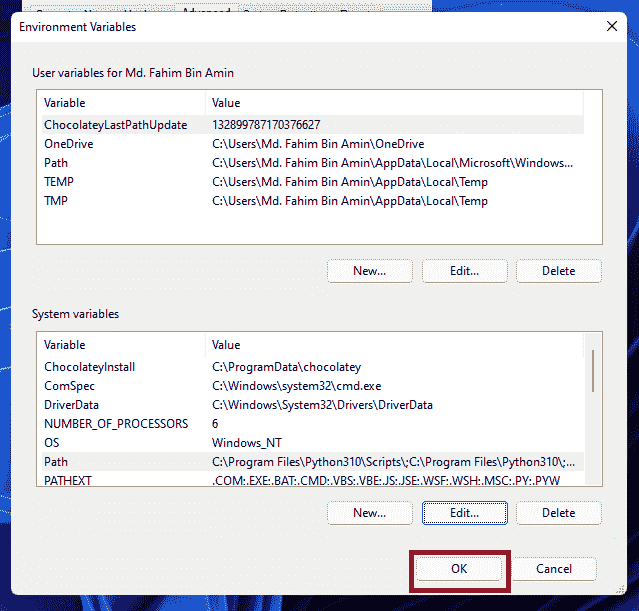 Advanced
Environment Variables
User variables for Md. Fahim Bin Amin
Variable Value
ChocolateyLastPathUpdate 132899787170376627
OneDrive C:\Users\Md. Fahim Bin Amin\OneDrive
Path C:\Users\Md. Fahim Bin Amin\AppData\Local\Microsoft\Windows...
TEMP C:\Users\Md. Fahim Bin Amin\AppData\Local\Temp
TMP C:\Users\Md. Fahim Bin Amin\AppData\Local\Temp
New... Edit... Delete
System variables
Variable Value
ChocolateyInstall C:\ProgramData\chocolatey
ComSpec C:\Windows\system32\cmd.exe
DriverData C:\Windows\System32\Drivers\DriverData
NUMBER_OF_PROCESSORS 6
OS Windows_NT
Path C:\Program Files\Python310\Scripts\;C:\Program Files\Python310\;...
PATHEXT .COM;.EXE;.BAT;.CMD;.VBS;.VBE;.JS;.JSE;.WSF;.WSH;.MSC;.PY;.PYW
New... Edit... Delete
OK Cancel